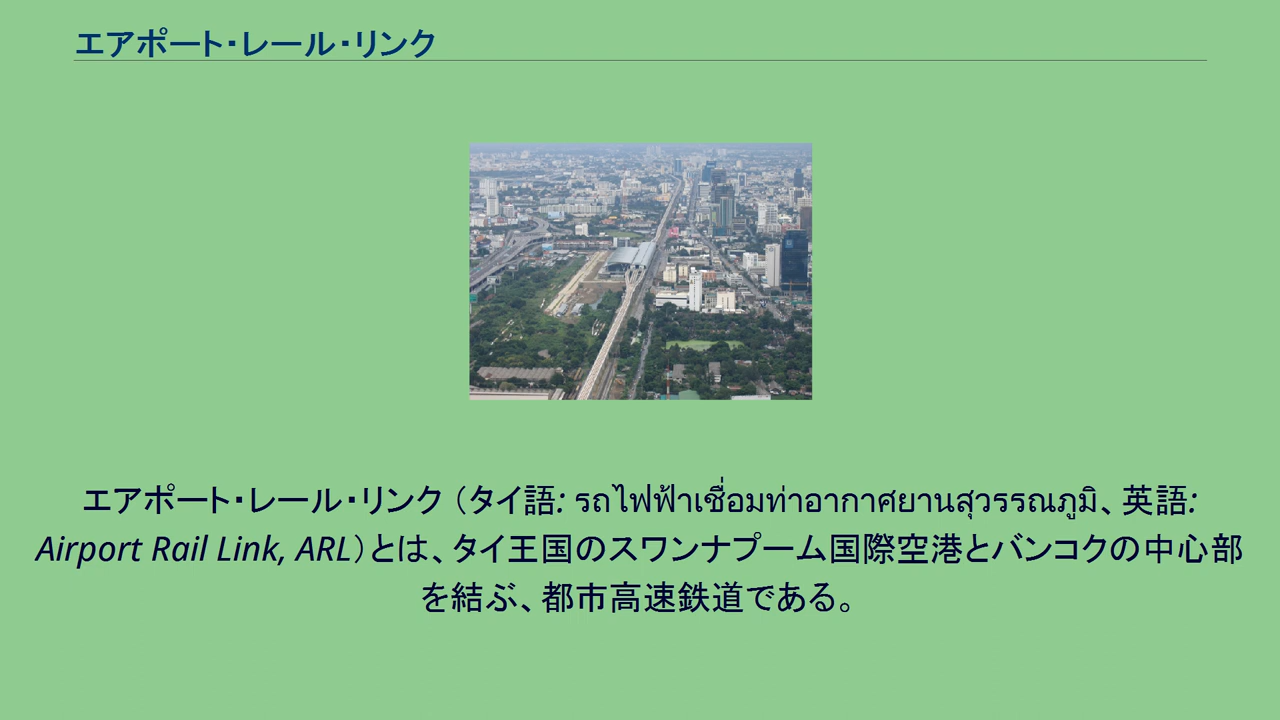 エアポート・レール・リンク
エアポート・レール・リンク（タイ語: รถไฟฟ้าเชื่อมท่าอากาศยานสุวรรณภูมิ、英語:
Airport Rail Link, ARL）とは、タイ王国のスワンナプーム国際空港とバンコクの中心部
を結ぶ、都市高速鉄道である。